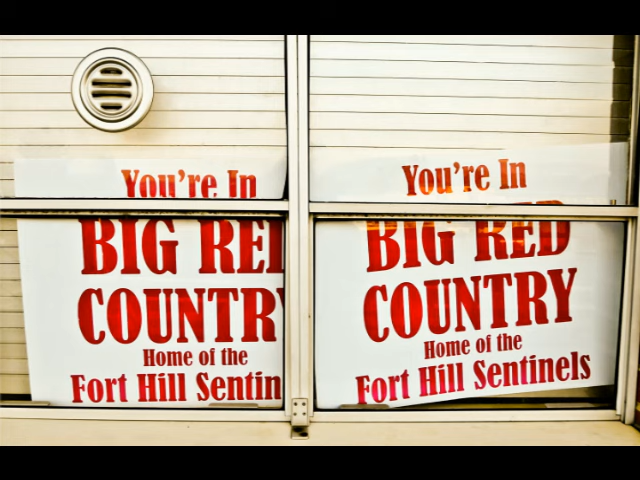 You're In
BIG RED
COUNTRY
Home of the
Fort Hill Sentin
You're In
BIG RED
COUNTRY
Home of the
Fort Hill Sentinels